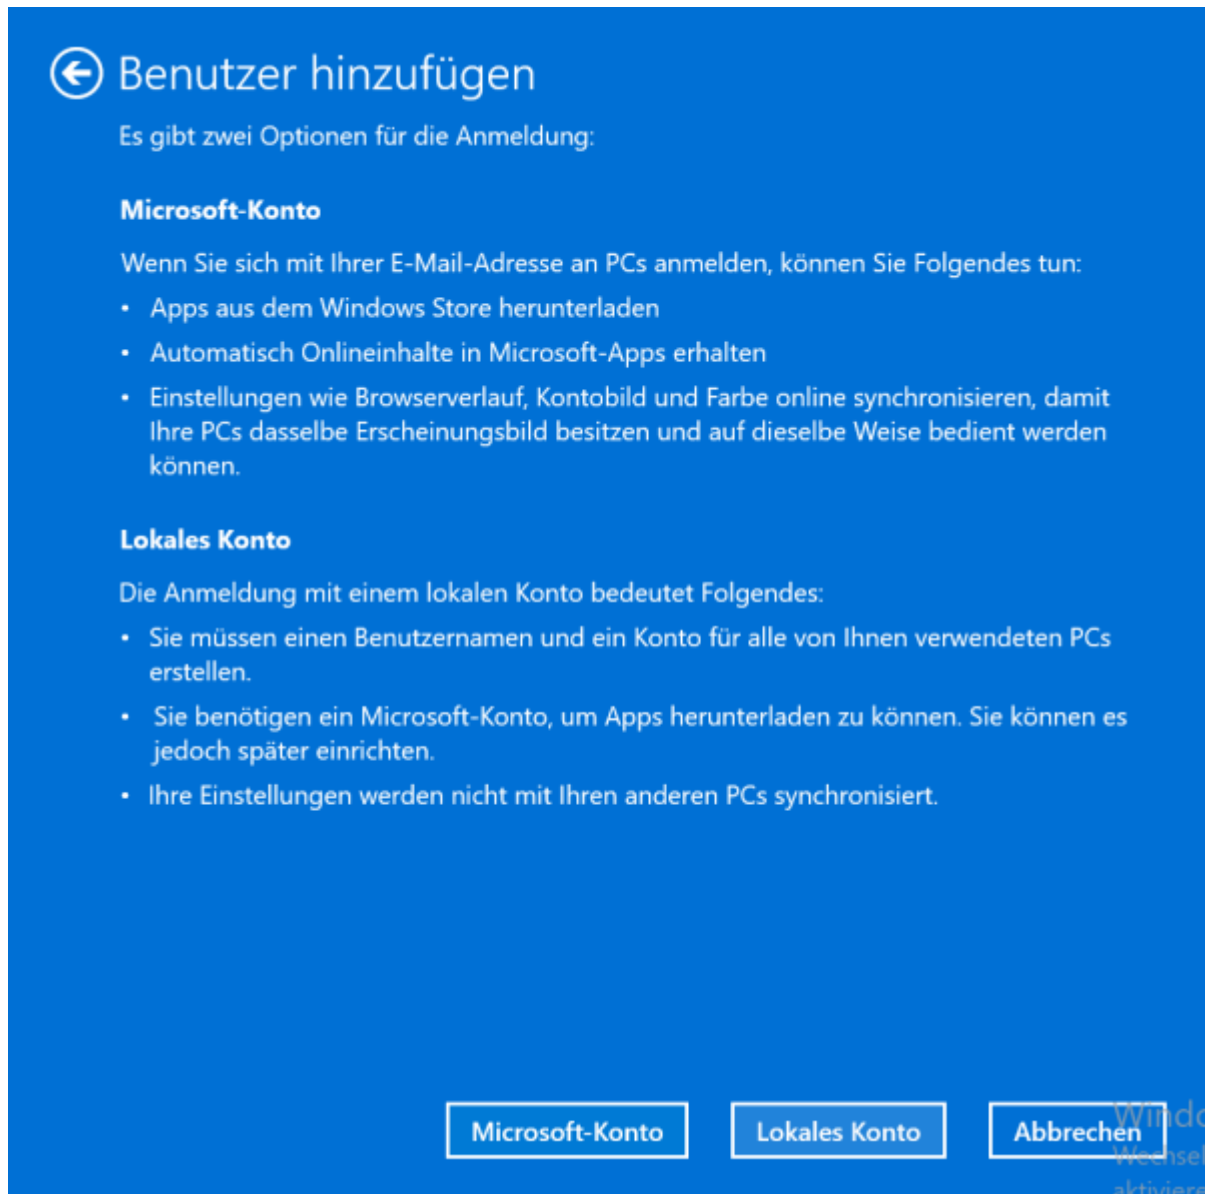 Benutzer hinzufügen
Es gibt zwei Optionen für die Anmeldung:
Microsoft-Konto
Wenn Sie sich mit Ihrer E-Mail-Adresse an PCs anmelden, können Sie Folgendes tun:
• Apps aus dem Windows Store herunterladen
• Automatisch Onlineinhalte in Microsoft-Apps erhalten
• Einstellungen wie Browserverlauf, Kontobild und Farbe online synchronisieren, damit
Ihre PCs dasselbe Erscheinungsbild besitzen und auf dieselbe Weise bedient werden
können.
Lokales Konto
Die Anmeldung mit einem lokalen Konto bedeutet Folgendes:
• Sie müssen einen Benutzernamen und ein Konto für alle von Ihnen verwendeten PCs
erstellen.
• Sie benötigen ein Microsoft-Konto, um Apps herunterladen zu können. Sie können es
jedoch später einrichten.
• Ihre Einstellungen werden nicht mit Ihren anderen PCs synchronisiert.
Microsoft-Konto Lokales Konto Abbrechen